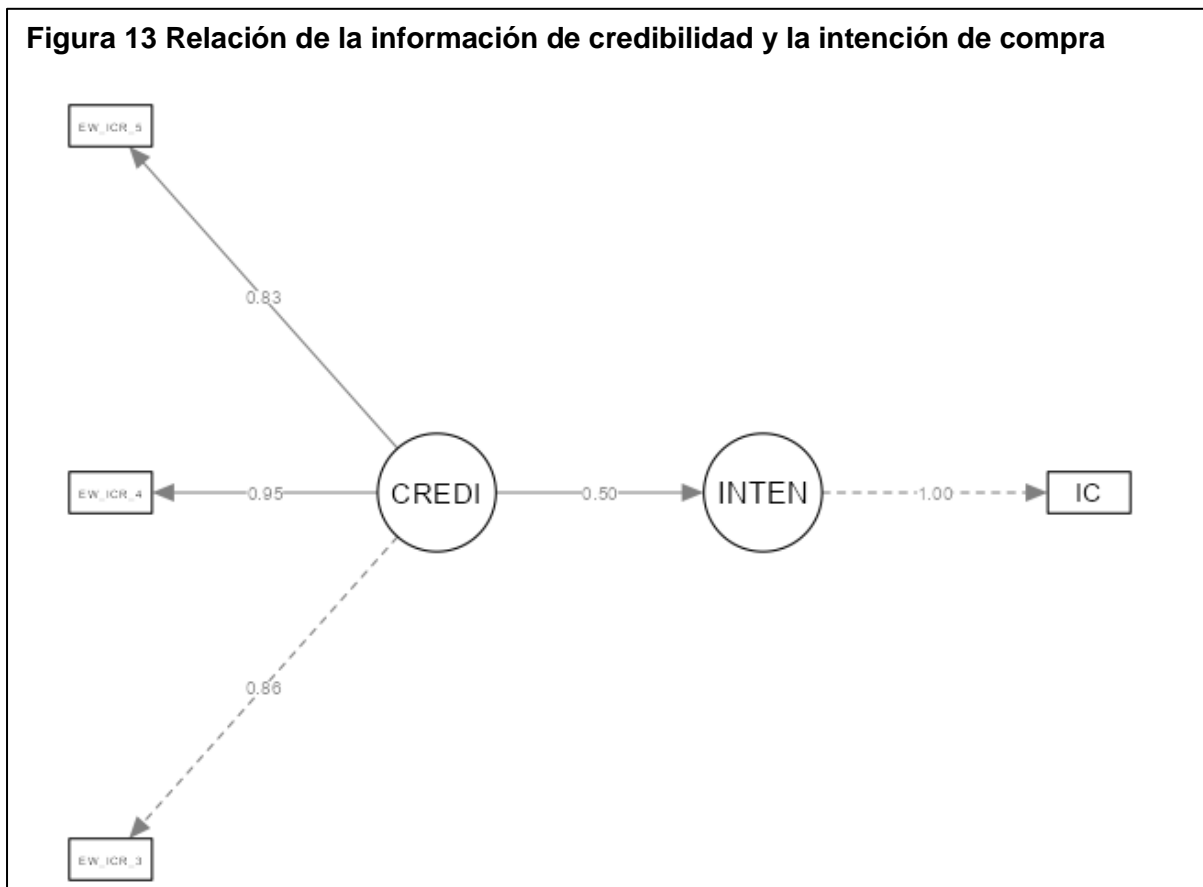 Figura 13 Relación de la información de credibilidad y la intención de compra
EW_ICR_5
0.83
EW_ICR_4
0.95
CREDI
0.50
INTEN
1.00
IC
0.86
EW_ICR_3